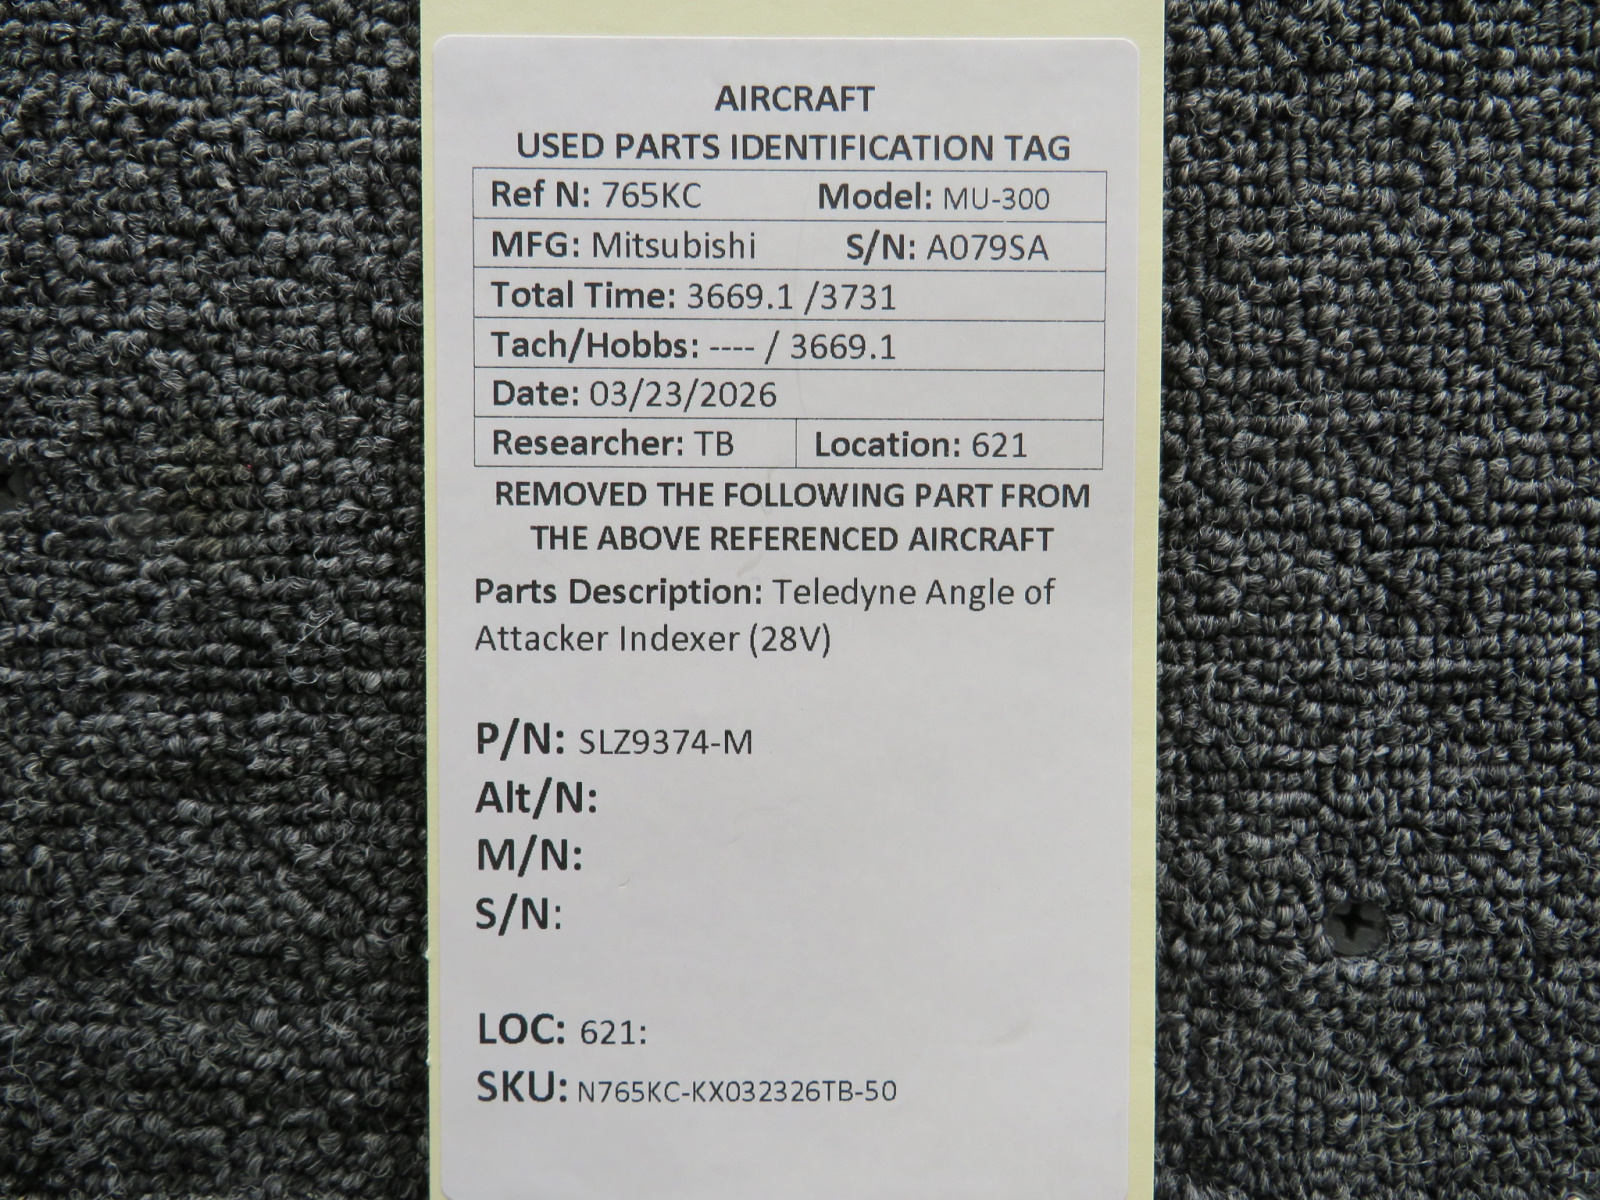 AIRCRAFT
USED PARTS IDENTIFICATION TAG
Ref N: 765KC Model: MU-300
MFG: Mitsubishi S/N: A079SA
Total Time: 3669.1 /3731
Tach/Hobbs: ---- / 3669.1
Date: 03/23/2026
Researcher: TB Location: 621
REMOVED THE FOLLOWING PART FROM
THE ABOVE REFERENCED AIRCRAFT
Parts Description: Teledyne Angle of
Attacker Indexer (28V)
P/N: SLZ9374-M
Alt/N:
M/N:
S/N:
LOC: 621:
SKU: N765KC-KX032326TB-50